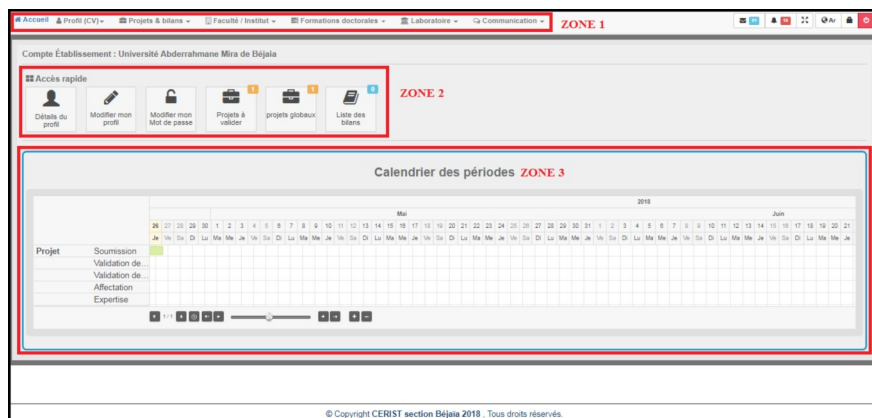 Accueil Profil (CV) Projets & bilans Faculté / Institut Formations doctorales Laboratoire Communication ZONE 1 Ar
Compte Établissement : Université Abderrahmane Mira de Béjaia
Accès rapide
ZONE 2
1 1 0
Détails du profil
Modifier mon profil
Modifier mon Mot de passe
Projets à valider
projets globaux
Liste des bilans
Calendrier des périodes ZONE 3
2018
Mai Juin
26 27 28 29 30 1 2 3 4 5 6 7 8 9 10 11 12 13 14 15 16 17 18 19 20 21 22 23 24 25 26 27 28 29 30 31 1 2 3 4 5 6 7 8 9 10 11 12 13 14 15 16 17 18 19 20 21
Je Ve Sa Di Lu Ma Me Je Ve Sa Di Lu Ma Me Je Ve Sa Di Lu Ma Me Je Ve Sa Di Lu Ma Me Je Ve Sa Di Lu Ma Me Je Ve Sa Di Lu Ma Me Je Ve Sa Di Lu Ma Me Je Ve Sa Di Lu Ma Me Je
Projet Soumission
Validation de...
Validation de...
Affectation
Expertise
1 / 1
© Copyright CERIST section Béjaïa 2018 , Tous droits réservés.